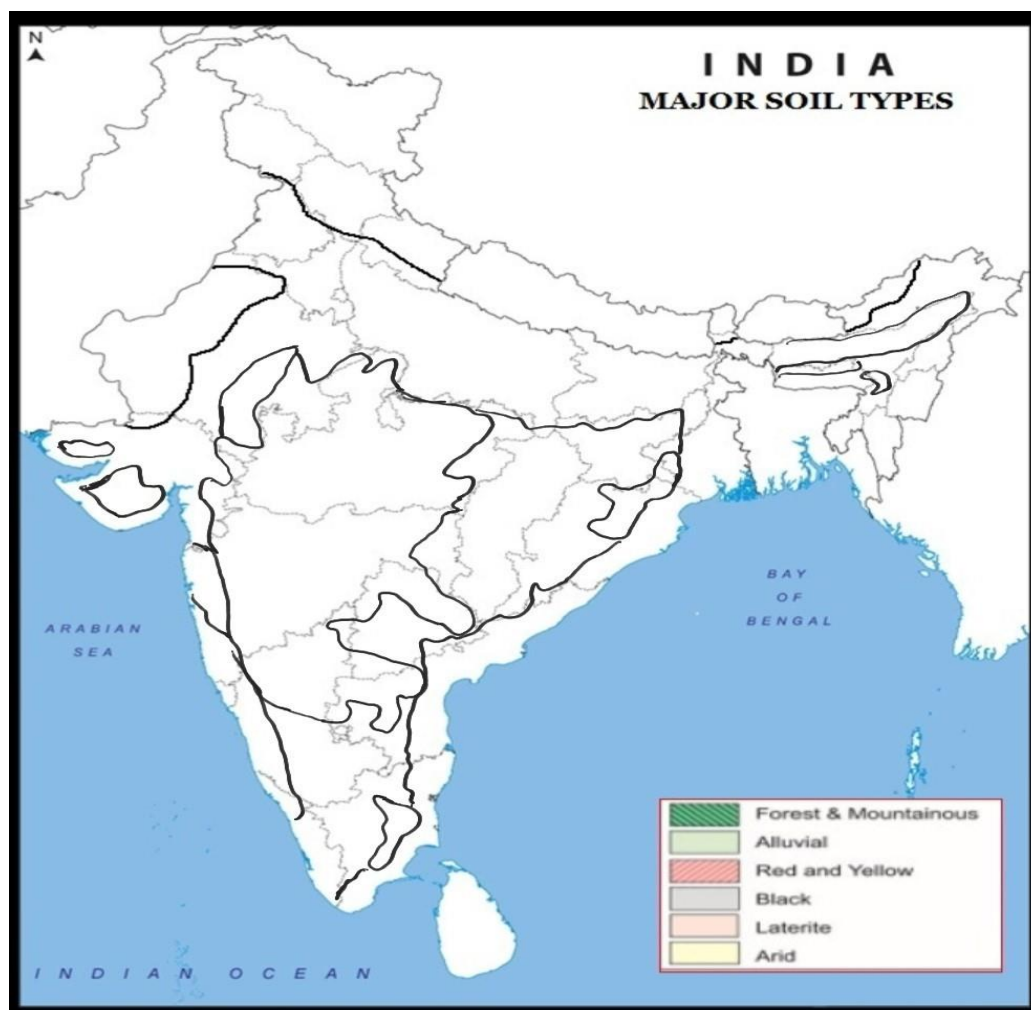 N
INDIA
MAJOR SOIL TYPES
BAY
OF
BENGAL
ARABIAN
SEA
Forest & Mountainous
Alluvial
Red and Yellow
Black
Laterite
Arid
INDIAN OCEAN